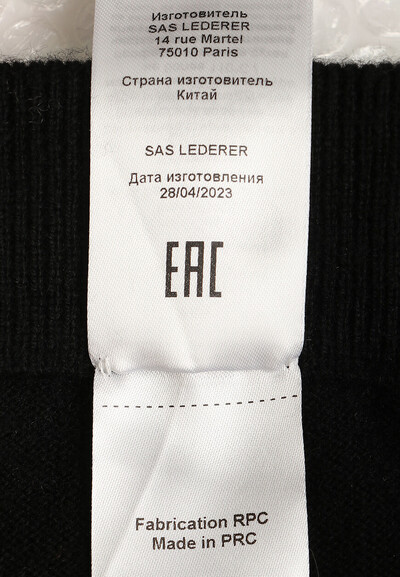 Изготовитель
SAS LEDERER
14 rue Martel
75010 Paris
Страна изготовитель
Китай
SAS LEDERER
Дата изготовления
28/04/2023
EAC
Fabrication RPC
Made in PRC